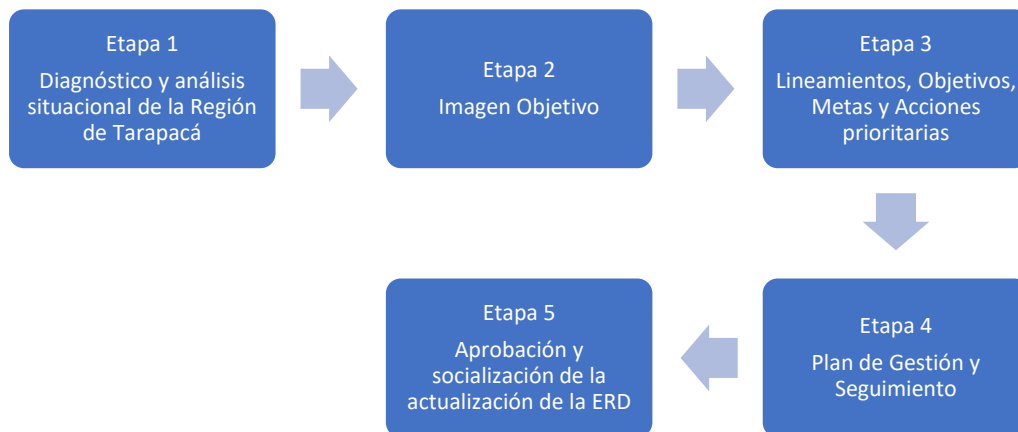 Etapa 1
Diagnóstico y análisis
situacional de la Región
de Tarapacá
Etapa 2
Imagen Objetivo
Etapa 3
Lineamientos, Objetivos,
Metas y Acciones
prioritarias
Etapa 4
Plan de Gestión y
Seguimiento
Etapa 5
Aprobación y
socialización de la
actualización de la ERD